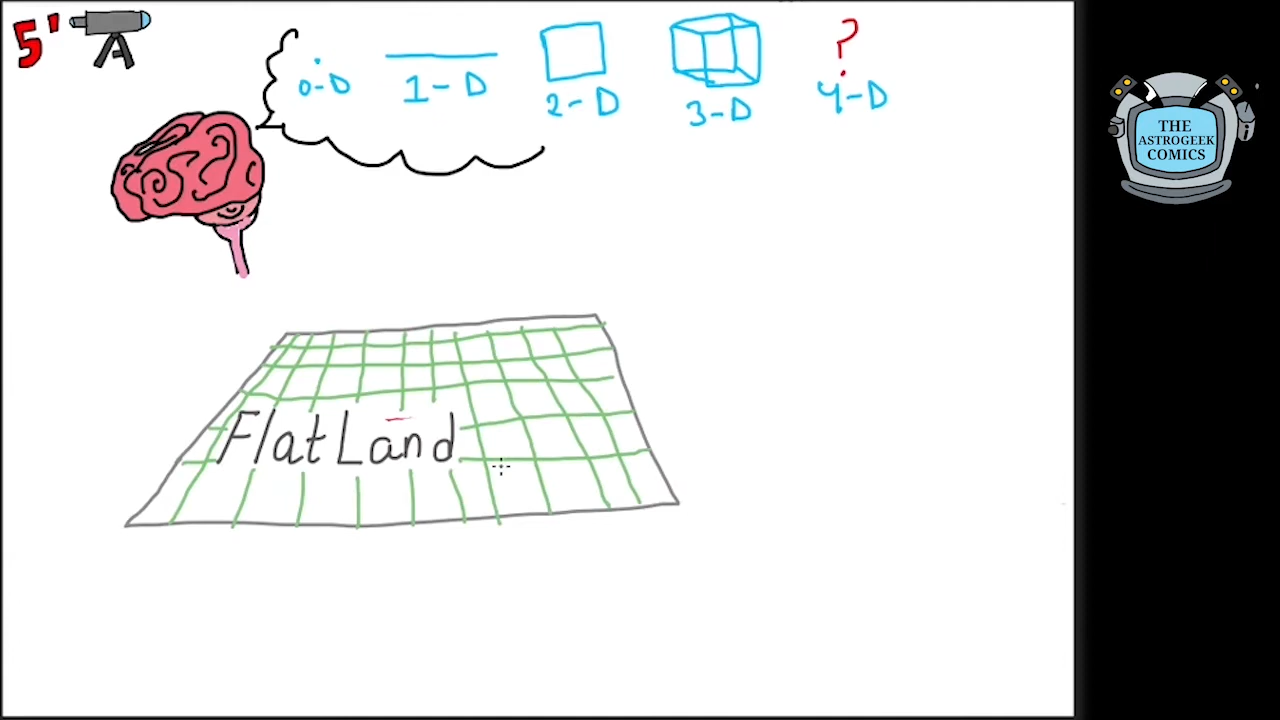 5'
?
0-D
1-D
2-D
3-D
4-D
FlatLand
THE
ASTROGEEK
COMICS